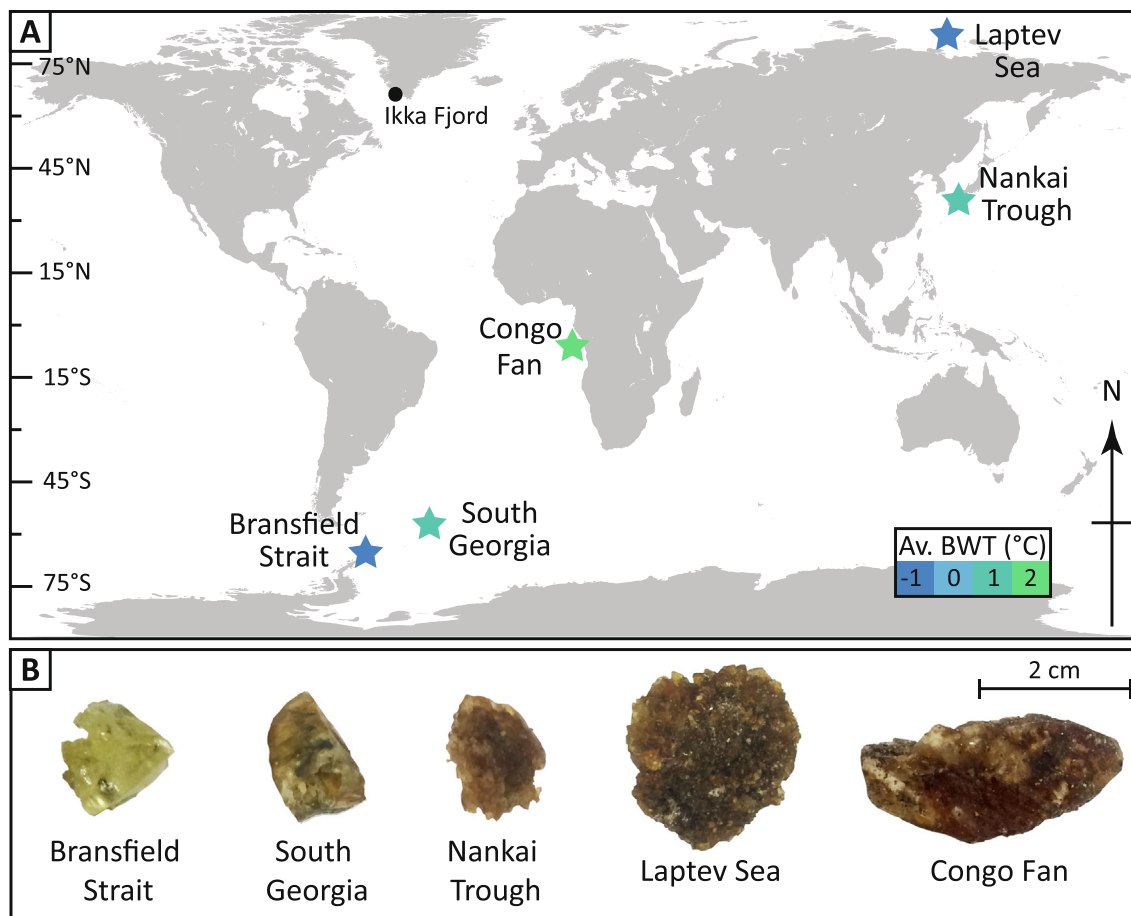 A
75°N
Laptev
Sea
Ikka Fjord
45°N
Nankai
Trough
15°N
Congo
Fan
15°S
N
45°S
South
Georgia
Bransfield
Strait
Av. BWT (°C)
-1 0 1 2
75°S
B
2 cm
Bransfield
Strait
South
Georgia
Nankai
Trough
Laptev Sea
Congo Fan